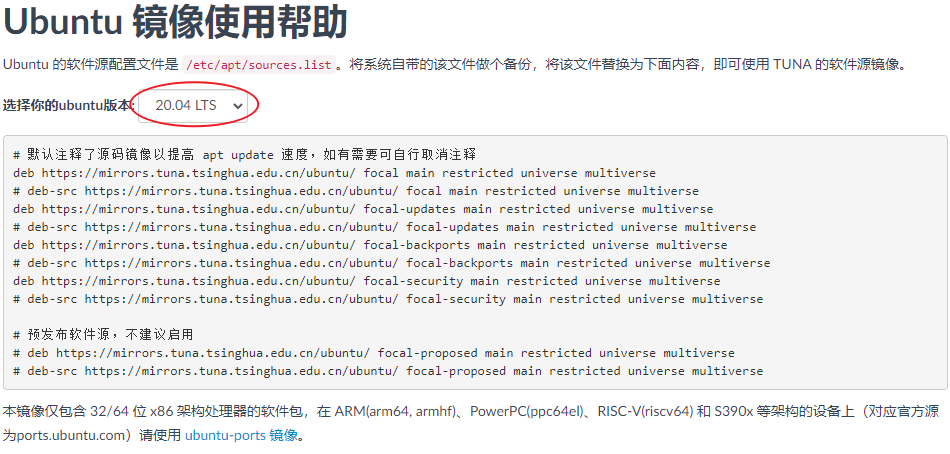 Ubuntu 镜像使用帮助
Ubuntu 的软件源配置文件是 /etc/apt/sources.list。将系统自带的该文件做个备份，将该文件替换为下面内容，即可使用 TUNA 的软件源镜像。
选择你的ubuntu版本: 20.04 LTS
# 默认注释了源码镜像以提高 apt update 速度，如有需要可自行取消注释
deb https://mirrors.tuna.tsinghua.edu.cn/ubuntu/ focal main restricted universe multiverse
# deb-src https://mirrors.tuna.tsinghua.edu.cn/ubuntu/ focal main restricted universe multiverse
deb https://mirrors.tuna.tsinghua.edu.cn/ubuntu/ focal-updates main restricted universe multiverse
# deb-src https://mirrors.tuna.tsinghua.edu.cn/ubuntu/ focal-updates main restricted universe multiverse
deb https://mirrors.tuna.tsinghua.edu.cn/ubuntu/ focal-backports main restricted universe multiverse
# deb-src https://mirrors.tuna.tsinghua.edu.cn/ubuntu/ focal-backports main restricted universe multiverse
deb https://mirrors.tuna.tsinghua.edu.cn/ubuntu/ focal-security main restricted universe multiverse
# deb-src https://mirrors.tuna.tsinghua.edu.cn/ubuntu/ focal-security main restricted universe multiverse
# 预发布软件源，不建议启用
# deb https://mirrors.tuna.tsinghua.edu.cn/ubuntu/ focal-proposed main restricted universe multiverse
# deb-src https://mirrors.tuna.tsinghua.edu.cn/ubuntu/ focal-proposed main restricted universe multiverse
本镜像仅包含 32/64 位 x86 架构处理器的软件包，在 ARM(arm64, armhf)、PowerPC(ppc64el)、RISC-V(riscv64) 和 S390x 等架构的设备上（对应官方源
为ports.ubuntu.com）请使用 ubuntu-ports 镜像。